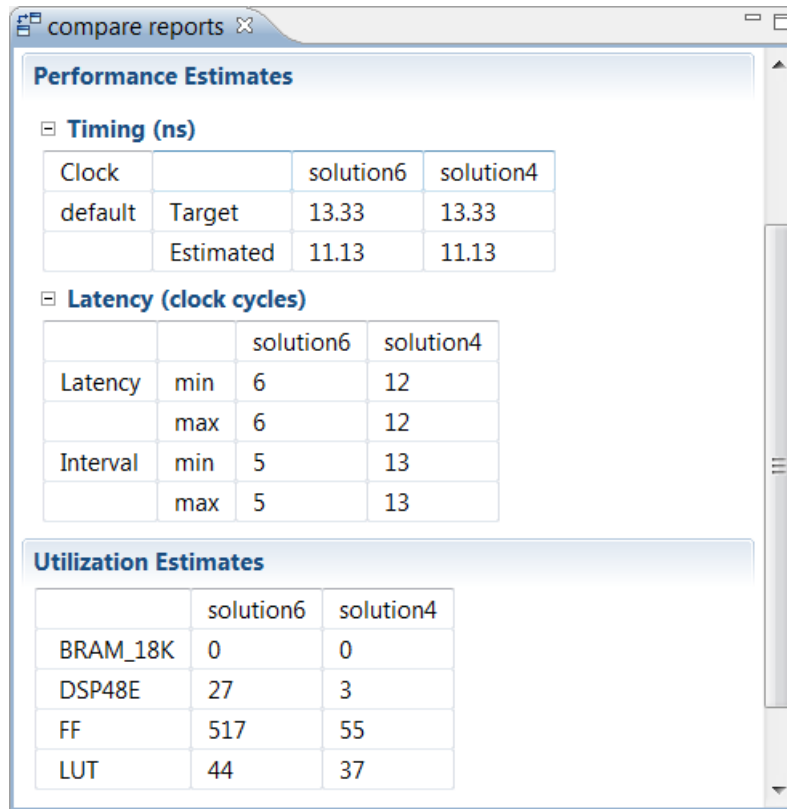 compare reports
Performance Estimates
Timing (ns)
Clock solution6 solution4
default Target 13.33 13.33
Estimated 11.13 11.13
Latency (clock cycles)
solution6 solution4
Latency min 6 12
max 6 12
Interval min 5 13
max 5 13
Utilization Estimates
solution6 solution4
BRAM_18K 0 0
DSP48E 27 3
FF 517 55
LUT 44 37